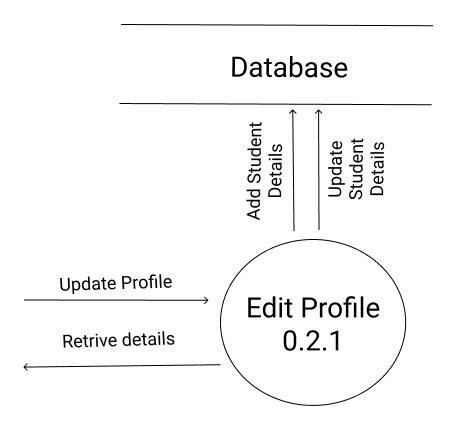 Database
Add Student
Details
Update
Student
Details
Update Profile
Retrive details
Edit Profile
0.2.1